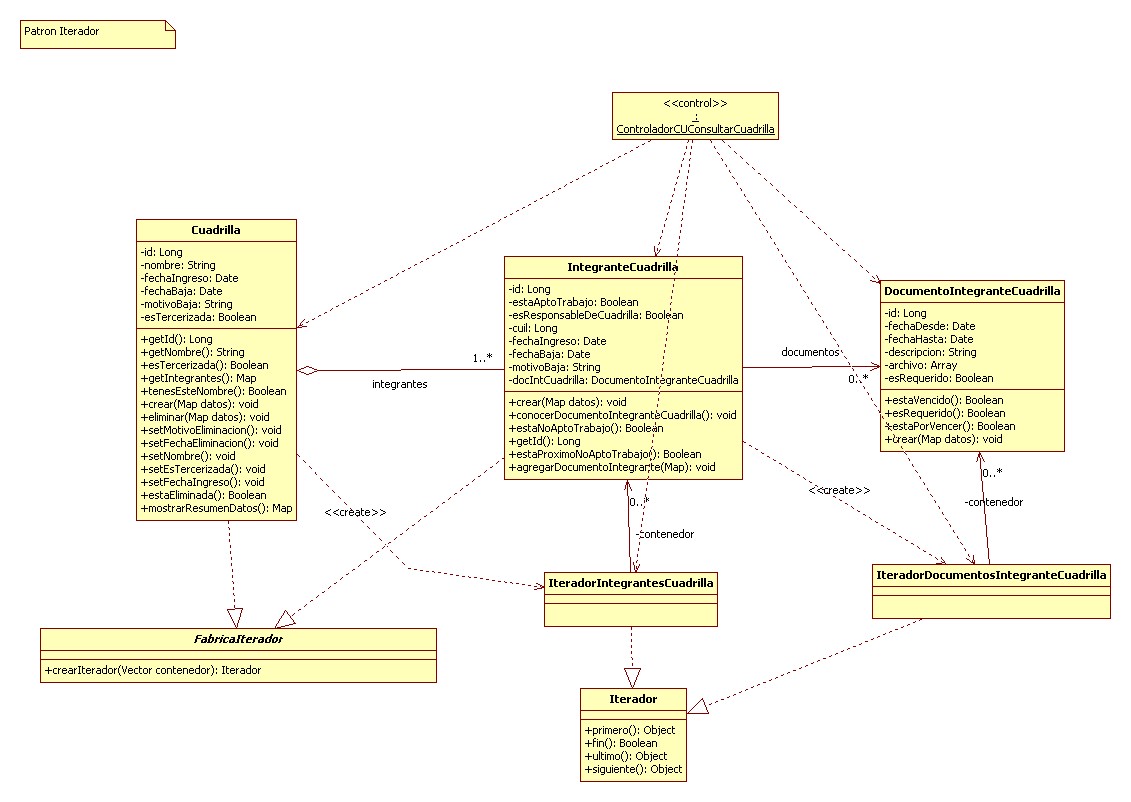 Patron Iterador
<<control>>
:
ControladorCUConsultarCuadrilla
Cuadrilla
-id: Long
-nombre: String
-fechaIngreso: Date
-fechaBaja: Date
-motivoBaja: String
-esTercerizada: Boolean
+getId(): Long
+getNombre(): String
+esTercerizada(): Boolean
+getIntegrantes(): Map
+tenesEsteNombre(): Boolean
+crear(Map datos): void
+eliminar(Map datos): void
+setMotivoEliminacion(): void
+setFechaEliminacion(): void
+setNombre(): void
+setEsTercerizada(): void
+setFechaIngreso(): void
+estaEliminada(): Boolean
+mostrarResumenDatos(): Map
1..*
integrantes
IntegranteCuadrilla
-id: Long
-estaAptoTrabajo: Boolean
-esResponsableDeCuadrilla: Boolean
-cuil: Long
-fechaIngreso: Date
-fechaBaja: Date
-motivoBaja: String
-docIntCuadrilla: DocumentoIntegranteCuadrilla
+crear(Map datos): void
+conocerDocumentoIntegranteCuadrilla(): void
+estaNoAptoTrabajo(): Boolean
+getId(): Long
+estaProximoNoAptoTrabajo(): Boolean
+agregarDocumentoIntegrante(Map): void
documentos
0..*
DocumentoIntegranteCuadrilla
-id: Long
-fechaDesde: Date
-fechaHasta: Date
-descripcion: String
-archivo: Array
-esRequerido: Boolean
+estaVencido(): Boolean
+esRequerido(): Boolean
+estaPorVencer(): Boolean
+crear(Map datos): void
<<create>>
0..*
-contenedor
<<create>>
0..*
-contenedor
IteradorIntegrantesCuadrilla
IteradorDocumentosIntegranteCuadrilla
FabricaIterador
+crearIterador(Vector contenedor): Iterador
Iterador
+primero(): Object
+fin(): Boolean
+ultimo(): Object
+siguiente(): Object